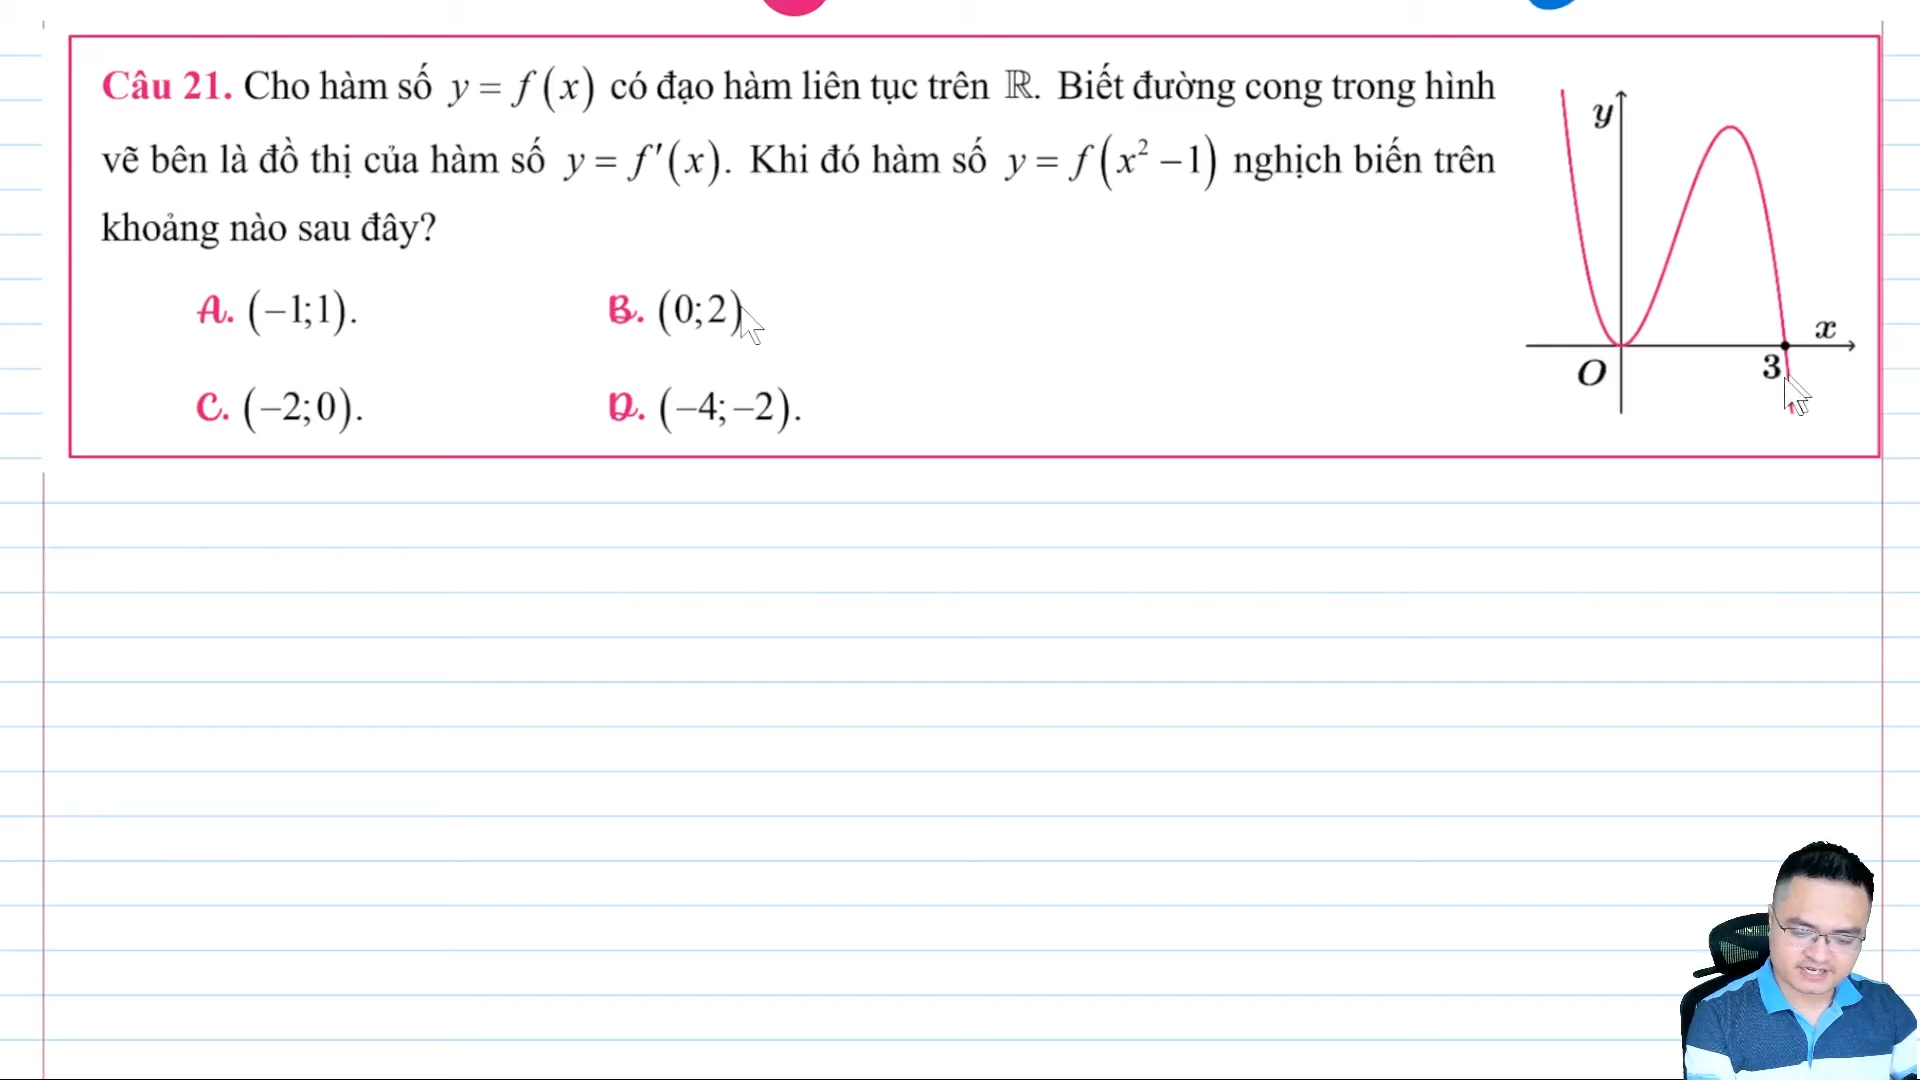 Câu 21. Cho hàm số y = f(x) có đạo hàm liên tục trên ℝ. Biết đường cong trong hình
vẽ bên là đồ thị của hàm số y = f′(x). Khi đó hàm số y = f(x² − 1) nghịch biến trên
khoảng nào sau đây?
A. (−1;1).
B. (0;2)
C. (−2;0).
D. (−4;−2).
y
x
O
3